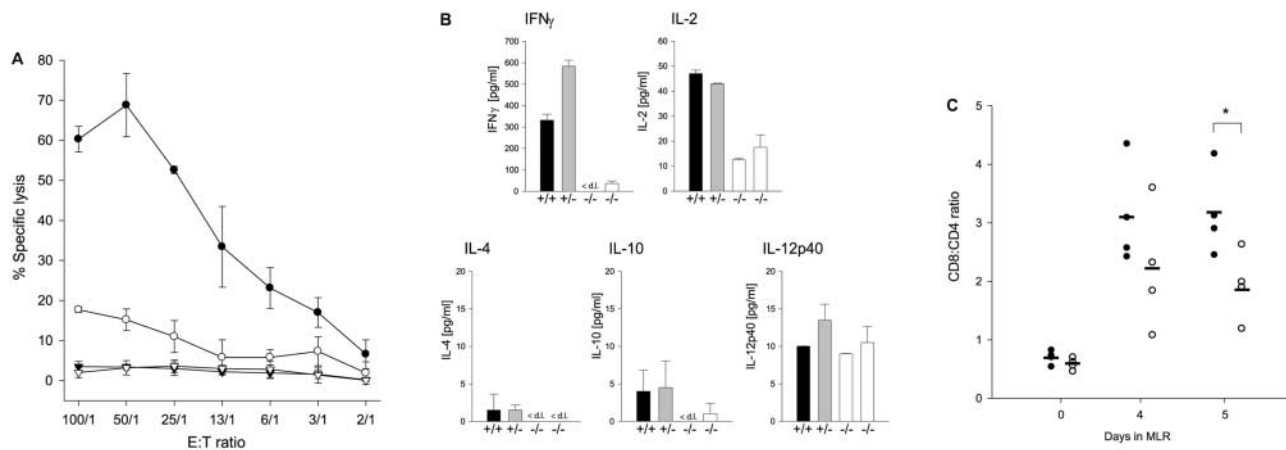 A
% Specific lysis
80
70
60
50
40
30
20
10
0
100/1 50/1 25/1 13/1 6/1 3/1 2/1
E:T ratio
B
IFNγ
IFNγ [pg/ml]
700
600
500
400
300
200
100
0
< d.l.
+/+ +/- -/- -/-
IL-2
IL-2 [pg/ml]
60
50
40
30
20
10
0
+/+ +/- -/- -/-
IL-4
IL-4 [pg/ml]
20
15
10
5
0
< d.l. < d.l.
+/+ +/- -/- -/-
IL-10
IL-10 [pg/ml]
20
15
10
5
0
< d.l.
+/+ +/- -/- -/-
IL-12p40
IL-12p40 [pg/ml]
20
15
10
5
0
+/+ +/- -/- -/-
C
CD8:CD4 ratio
5
4
3
2
1
0
*
0 4 5
Days in MLR